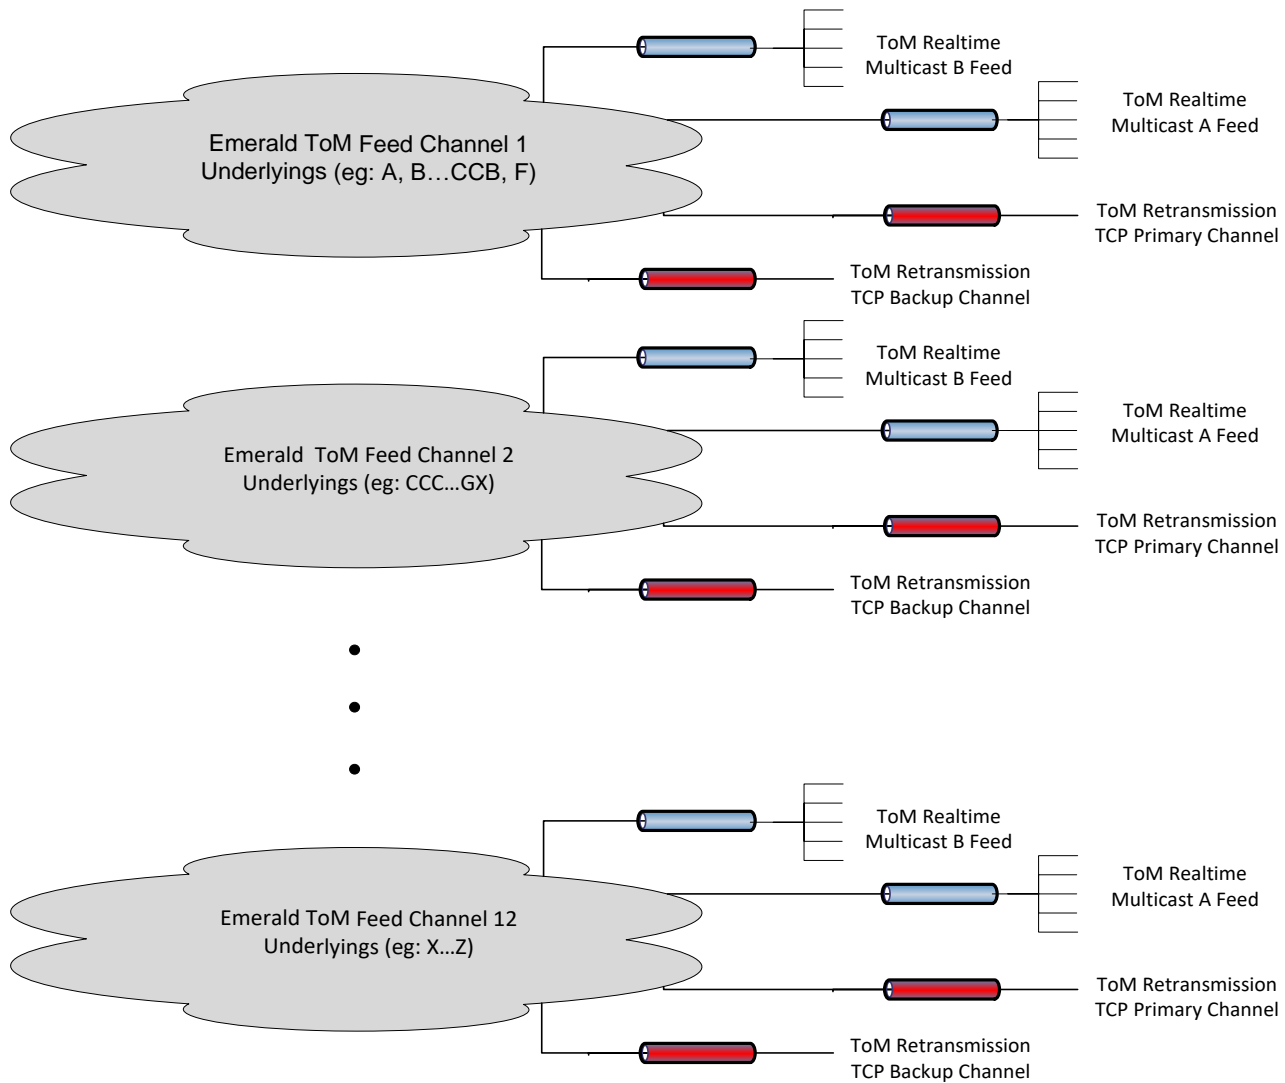 ToM Realtime
Multicast B Feed
ToM Realtime
Multicast A Feed
Emerald ToM Feed Channel 1
Underlyings (eg: A, B…CCB, F)
ToM Retransmission
TCP Primary Channel
ToM Retransmission
TCP Backup Channel
ToM Realtime
Multicast B Feed
ToM Realtime
Multicast A Feed
Emerald ToM Feed Channel 2
Underlyings (eg: CCC…GX)
ToM Retransmission
TCP Primary Channel
ToM Retransmission
TCP Backup Channel
ToM Realtime
Multicast B Feed
ToM Realtime
Multicast A Feed
Emerald ToM Feed Channel 12
Underlyings (eg: X…Z)
ToM Retransmission
TCP Primary Channel
ToM Retransmission
TCP Backup Channel